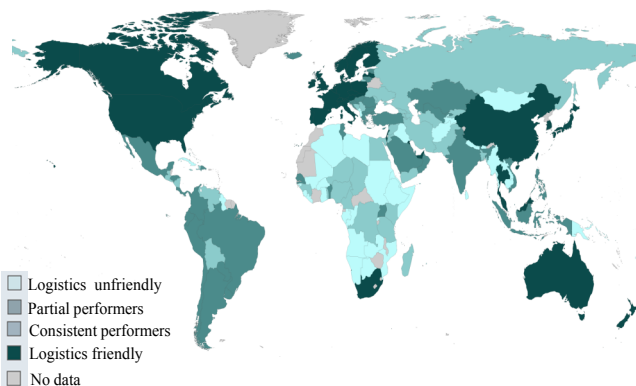 Logistics unfriendly
Partial performers
Consistent performers
Logistics friendly
No data